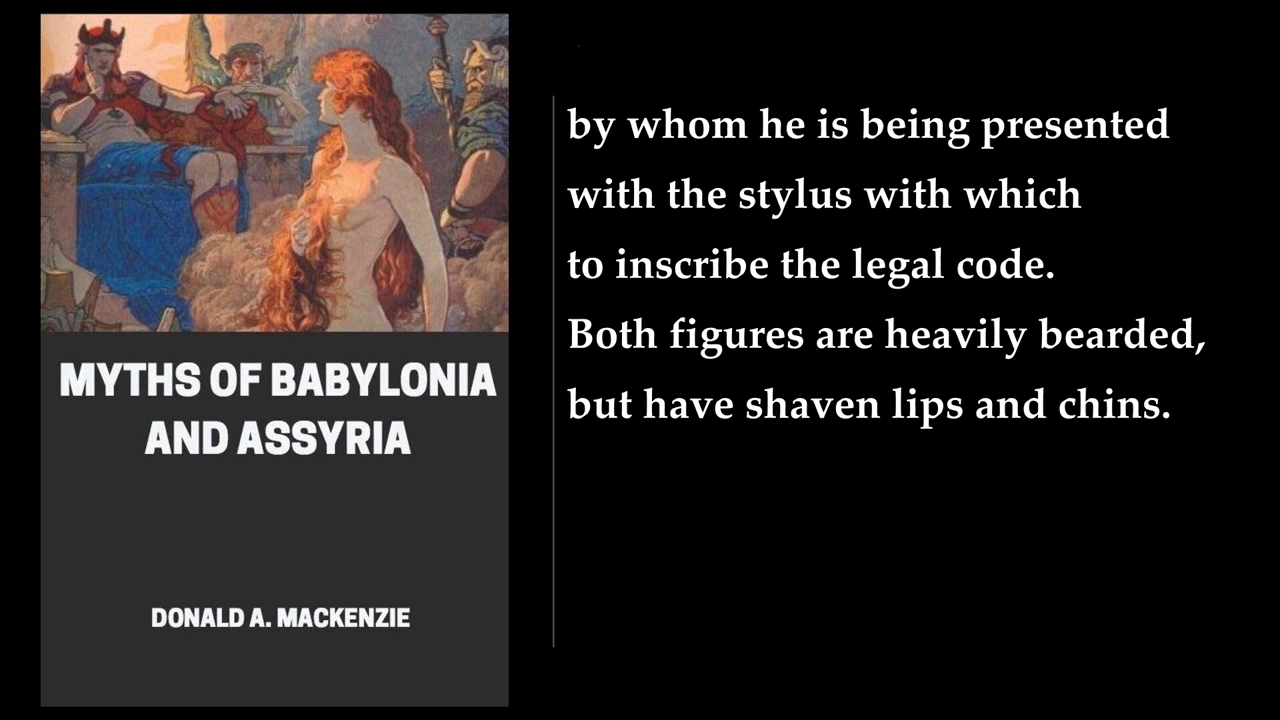 MYTHS OF BABYLONIA
AND ASSYRIA
DONALD A. MACKENZIE
by whom he is being presented
with the stylus with which
to inscribe the legal code.
Both figures are heavily bearded,
but have shaven lips and chins.